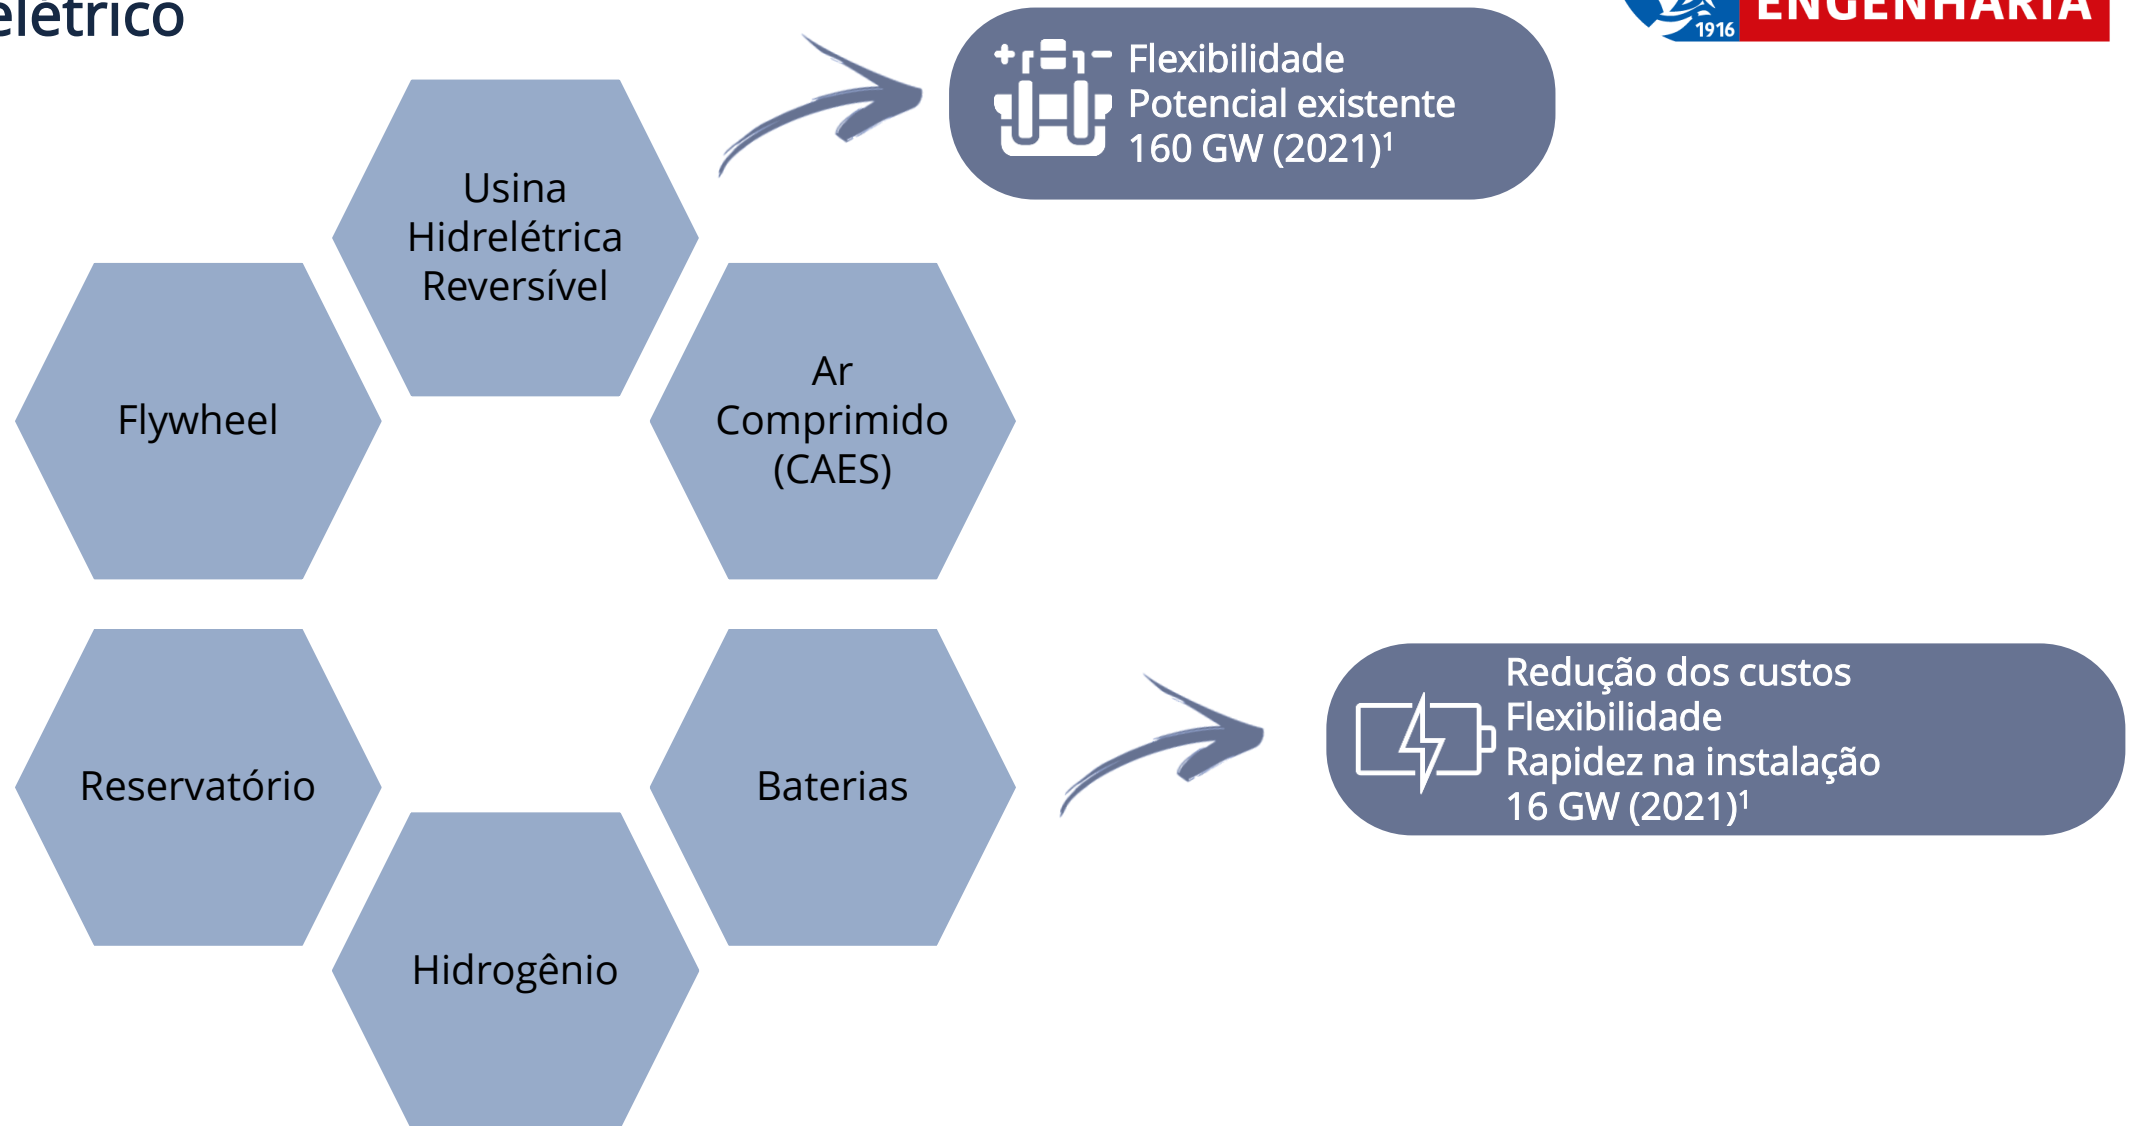 elétrico
1916 ENGENHARIA
Flexibilidade
Potencial existente
160 GW (2021)¹
Usina
Hidrelétrica
Reversível
Flywheel
Ar
Comprimido
(CAES)
Reservatório
Baterias
Redução dos custos
Flexibilidade
Rapidez na instalação
16 GW (2021)¹
Hidrogênio